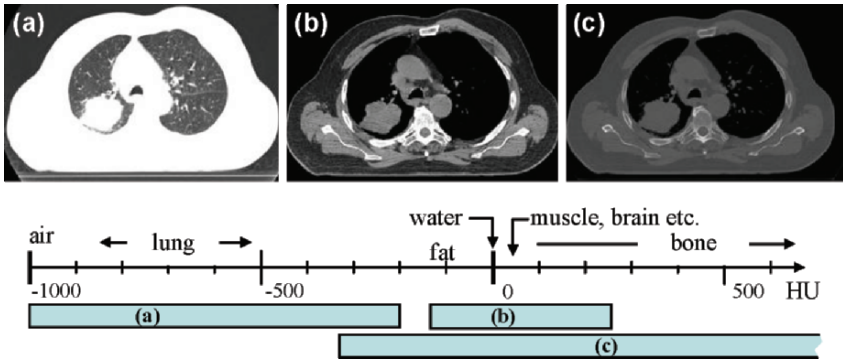 (a) (b) (c)
water muscle, brain etc.
air lung fat bone
-1000 -500 0 500 HU
(a) (b)
(c)